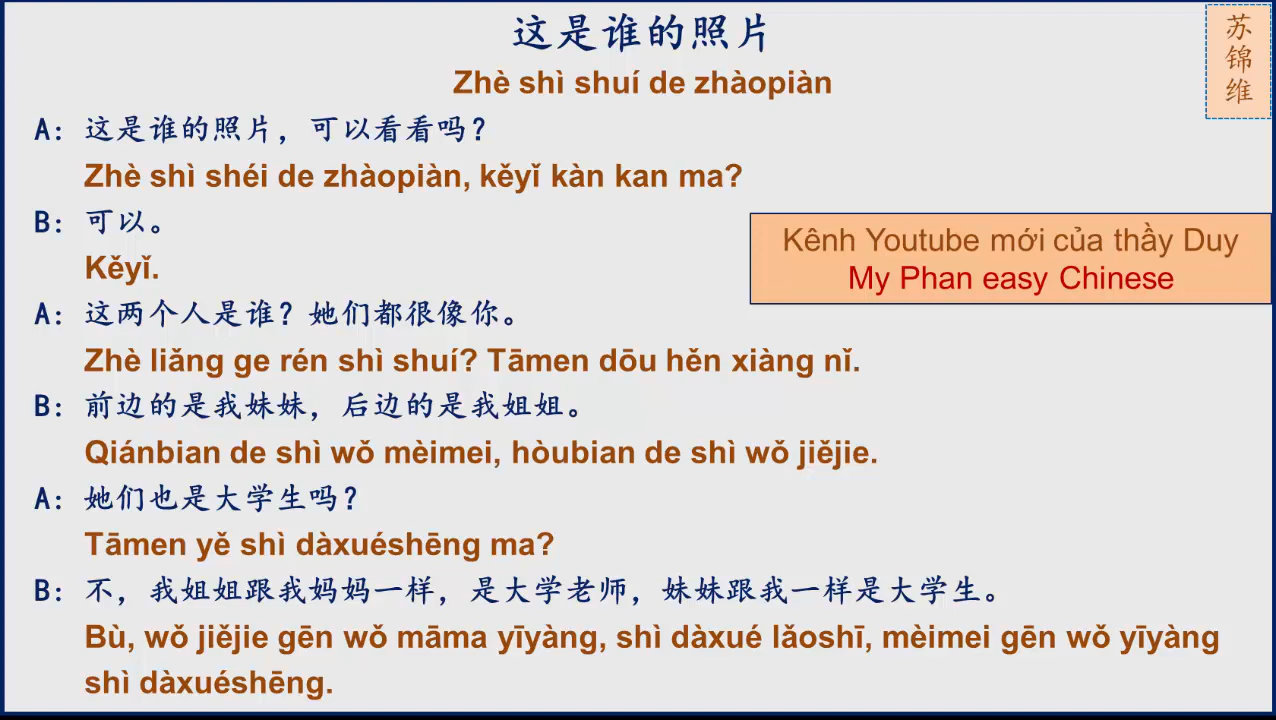 这是谁的照片
Zhè shì shuí de zhàopiàn
苏
锦
维
A: 这是谁的照片，可以看看吗？
Zhè shì shéi de zhàopiàn, kěyǐ kàn kan ma?
B: 可以。
Kěyǐ.
Kênh Youtube mới của thầy Duy
My Phan easy Chinese
A: 这两个人是谁？她们都很像你。
Zhè liǎng ge rén shì shuí? Tāmen dōu hěn xiàng nǐ.
B: 前边的是我妹妹，后边的是我姐姐。
Qiánbian de shì wǒ mèimei, hòubian de shì wǒ jiějie.
A: 她们也是大学生吗？
Tāmen yě shì dàxuéshēng ma?
B: 不，我姐姐跟我妈妈一样，是大学老师，妹妹跟我一样是大学生。
Bù, wǒ jiějie gēn wǒ māma yīyàng, shì dàxué lǎoshī, mèimei gēn wǒ yīyàng
shì dàxuéshēng.